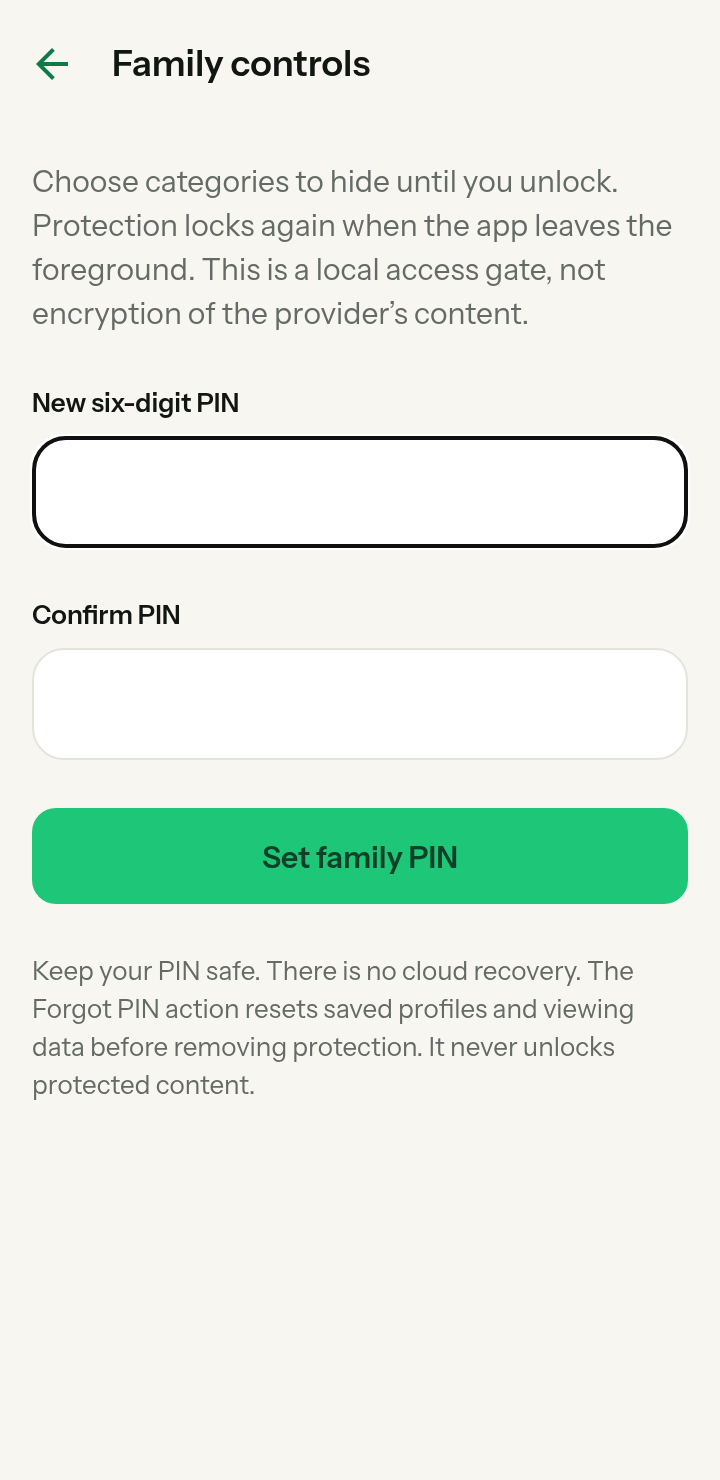 Family controls
Choose categories to hide until you unlock.
Protection locks again when the app leaves the
foreground. This is a local access gate, not
encryption of the provider’s content.
New six-digit PIN
Confirm PIN
Set family PIN
Keep your PIN safe. There is no cloud recovery. The
Forgot PIN action resets saved profiles and viewing
data before removing protection. It never unlocks
protected content.